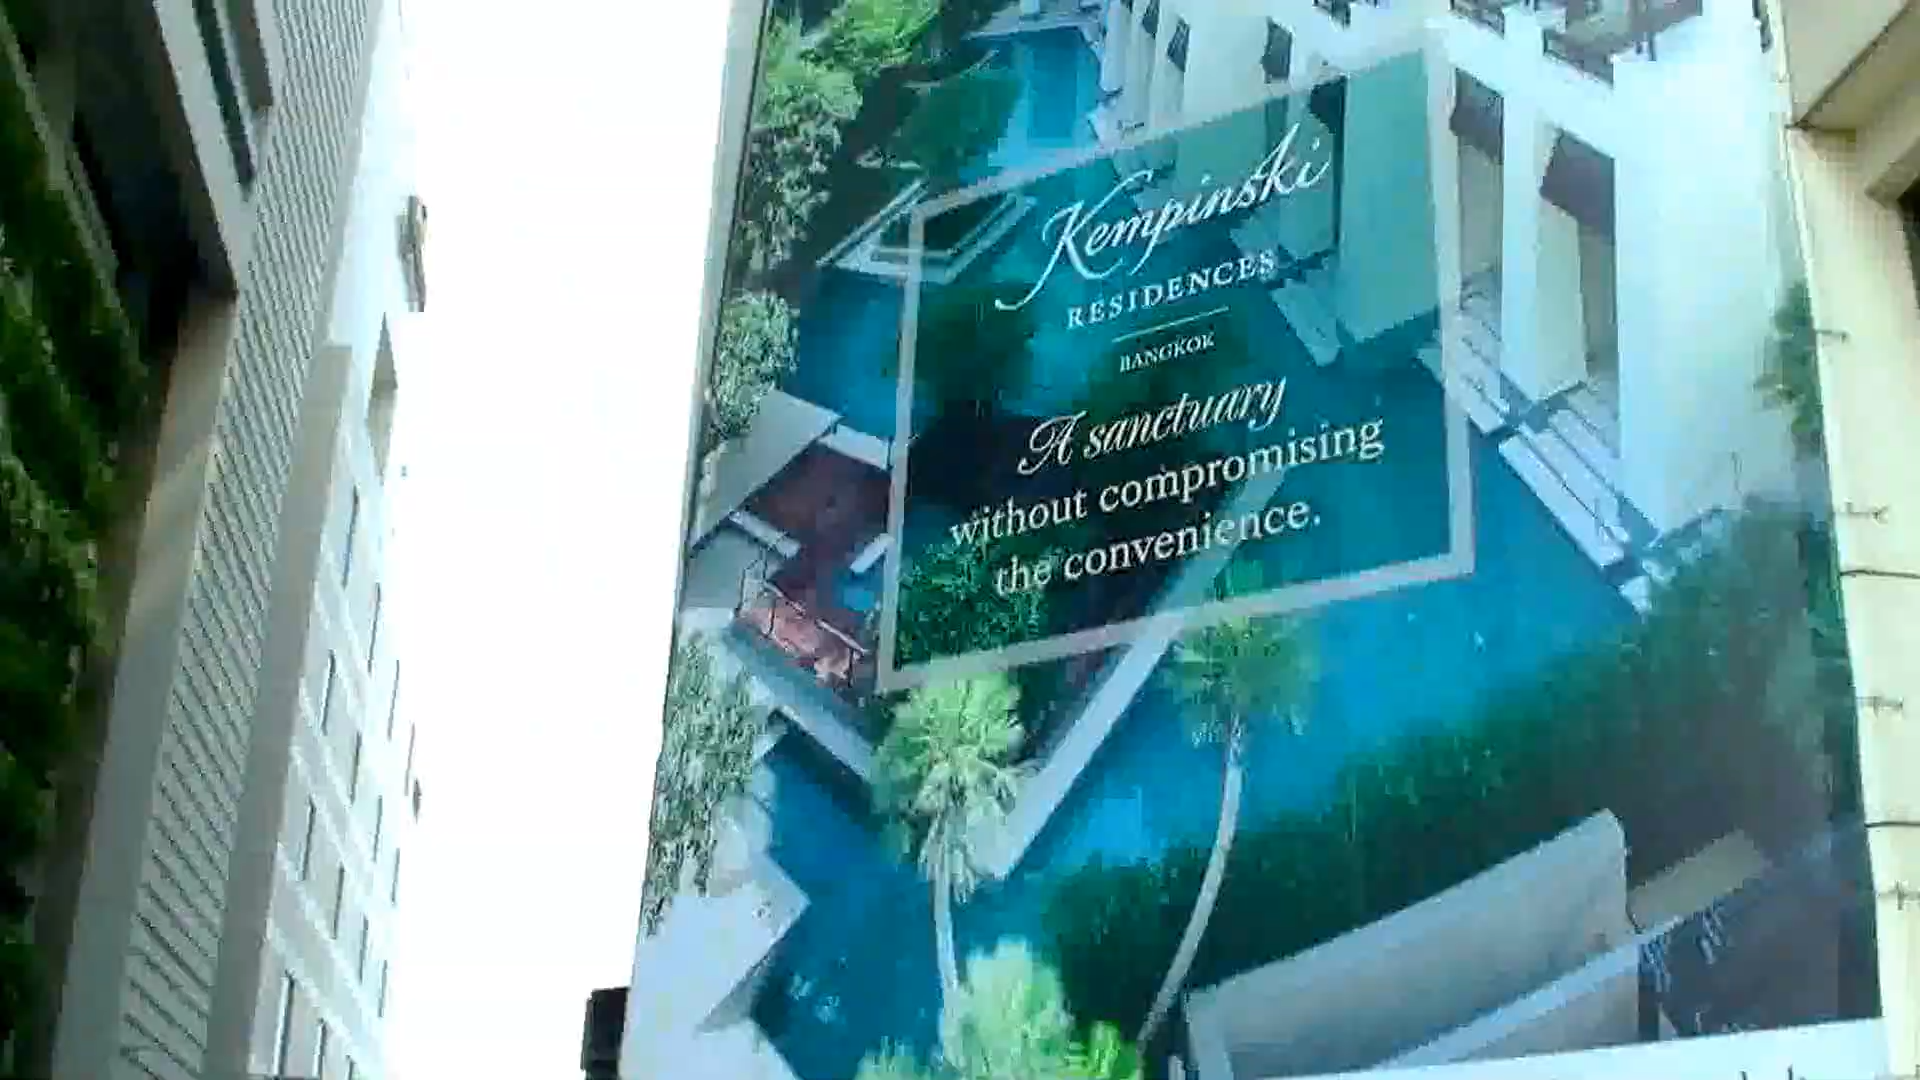 Kempinski
RESIDENCES
BANGKOK
A sanctuary
without compromising
the convenience.